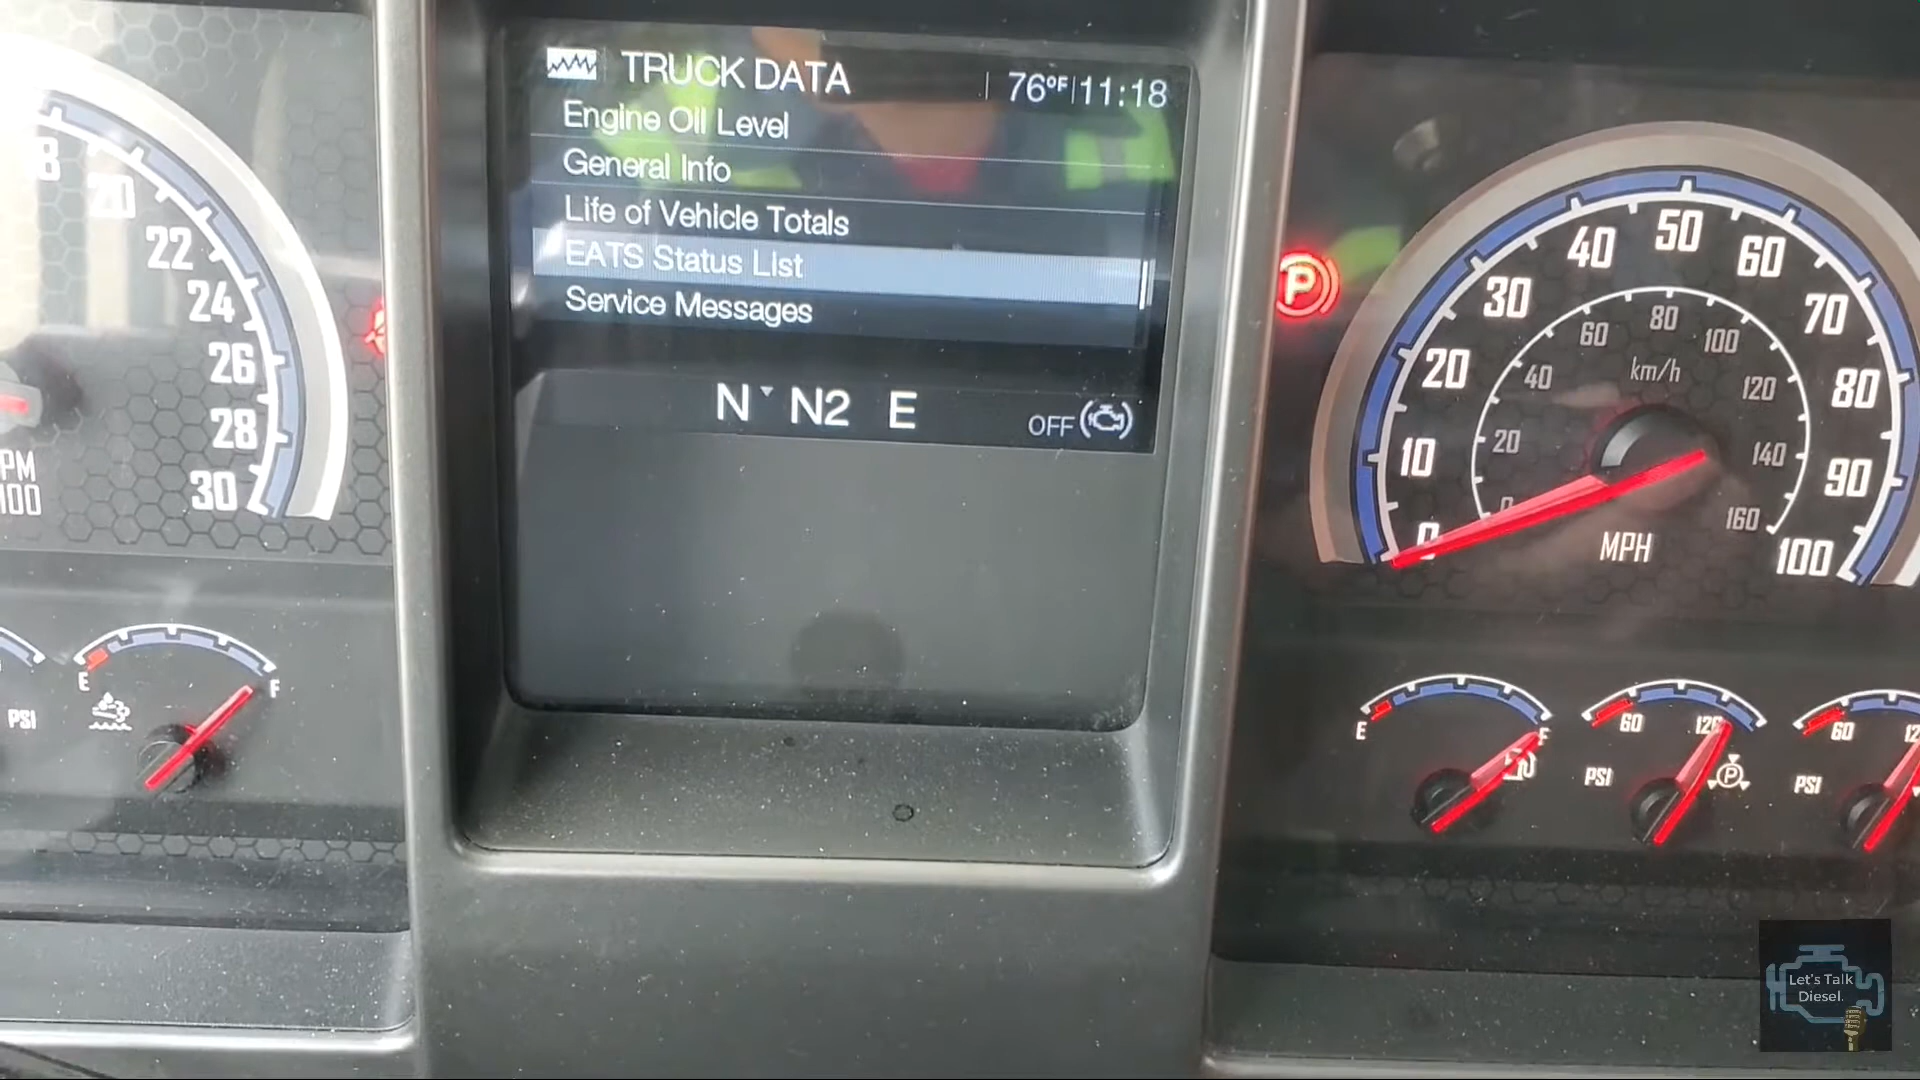 TRUCK DATA
76°F 11:18
Engine Oil Level
General Info
Life of Vehicle Totals
EATS Status List
Service Messages
N N2 E
OFF
20
22
24
26
28
30
E F
PSI
P
0 10 20 30 40 50 60 70 80 90 100
20 40 60 80 100 120 140 160
km/h
MPH
E F
60 120
PSI
P
60
PSI
Let's Talk
Diesel.